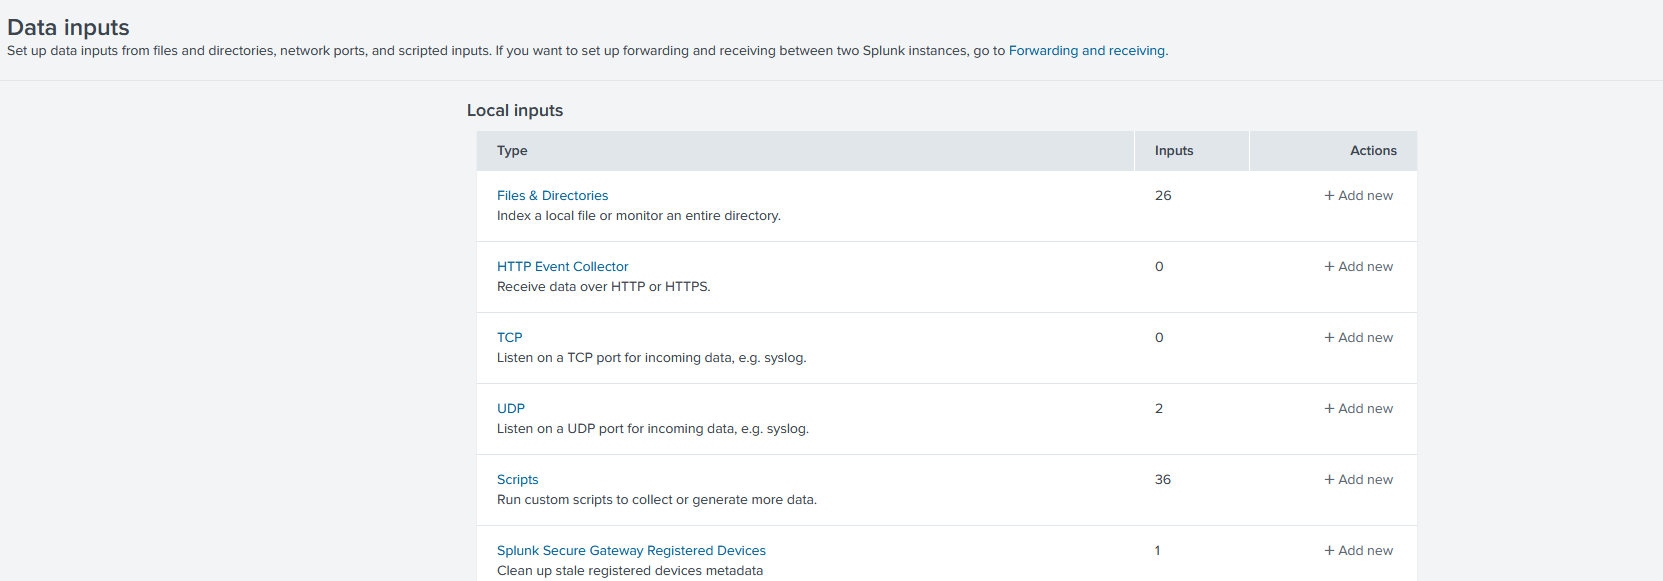 Data inputs
Set up data inputs from files and directories, network ports, and scripted inputs. If you want to set up forwarding and receiving between two Splunk instances, go to Forwarding and receiving.
Local inputs
Type Inputs Actions
Files & Directories 26 + Add new
Index a local file or monitor an entire directory.
HTTP Event Collector 0 + Add new
Receive data over HTTP or HTTPS.
TCP 0 + Add new
Listen on a TCP port for incoming data, e.g. syslog.
UDP 2 + Add new
Listen on a UDP port for incoming data, e.g. syslog.
Scripts 36 + Add new
Run custom scripts to collect or generate more data.
Splunk Secure Gateway Registered Devices 1 + Add new
Clean up stale registered devices metadata